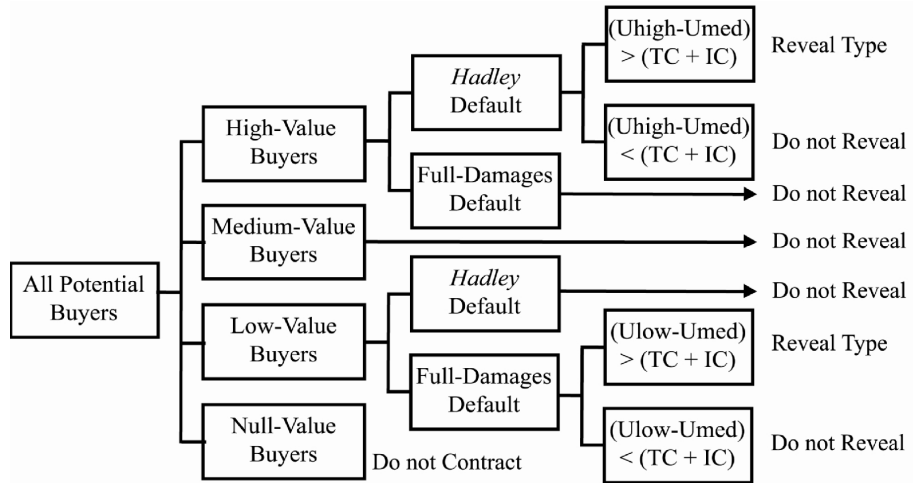 All Potential
Buyers
High-Value
Buyers
Medium-Value
Buyers
Low-Value
Buyers
Null-Value
Buyers
Do not Contract
Hadley
Default
Full-Damages
Default
Hadley
Default
Full-Damages
Default
(Uhigh-Umed)
> (TC + IC)
Reveal Type
(Uhigh-Umed)
< (TC + IC)
Do not Reveal
Do not Reveal
Do not Reveal
Do not Reveal
(Ulow-Umed)
> (TC + IC)
Reveal Type
(Ulow-Umed)
< (TC + IC)
Do not Reveal